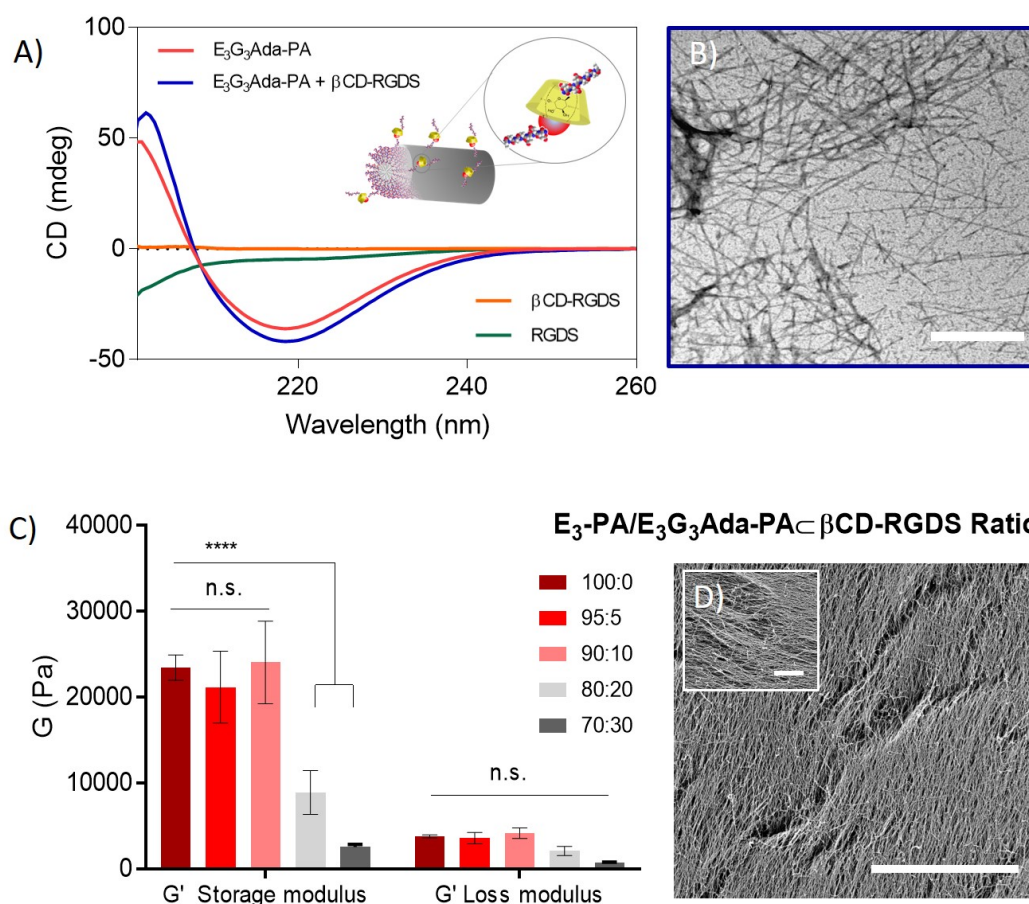 A)
100
50
0
-50
CD (mdeg)
E₃G₃Ada-PA
E₃G₃Ada-PA + βCD-RGDS
βCD-RGDS
RGDS
220
240
260
Wavelength (nm)
B)
C)
40000
30000
20000
10000
0
G (Pa)
****
n.s.
n.s.
G' Storage modulus
G' Loss modulus
E₃-PA/E₃G₃Ada-PA⊂βCD-RGDS Ratio
100:0
95:5
90:10
80:20
70:30
D)